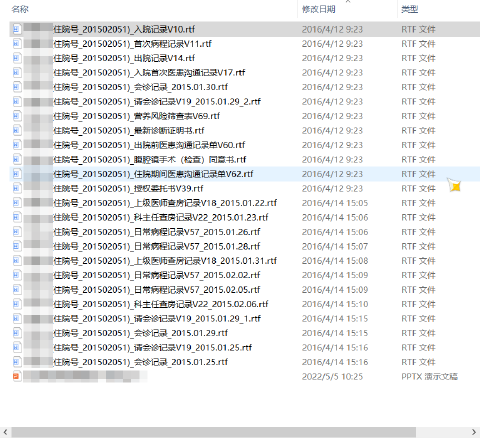 名称 修改日期 类型
住院号_201502051)_入院记录V10.rtf 2016/4/12 9:23 RTF 文件
住院号_201502051)_首次病程记录V11.rtf 2016/4/12 9:23 RTF 文件
住院号_201502051)_出院记录V14.rtf 2016/4/12 9:23 RTF 文件
住院号_201502051)_入院首次医患沟通记录V17.rtf 2016/4/12 9:23 RTF 文件
住院号_201502051)_会诊记录_2015.01.30.rtf 2016/4/12 9:23 RTF 文件
住院号_201502051)_请会诊记录V19_2015.01.29_2.rtf 2016/4/12 9:23 RTF 文件
住院号_201502051)_营养风险筛查表V69.rtf 2016/4/12 9:23 RTF 文件
住院号_201502051)_最新诊断证明书.rtf 2016/4/12 9:23 RTF 文件
住院号_201502051)_出院前医患沟通记录单V60.rtf 2016/4/12 9:23 RTF 文件
住院号_201502051)_腹腔镜手术（检查）同意书.rtf 2016/4/12 9:23 RTF 文件
住院号_201502051)_住院期间医患沟通记录单V62.rtf 2016/4/12 9:23 RTF 文件
住院号_201502051)_授权委托书V39.rtf 2016/4/12 9:23 RTF 文件
住院号_201502051)_上级医师查房记录V18_2015.01.22.rtf 2016/4/14 15:05 RTF 文件
住院号_201502051)_科主任查房记录V22_2015.01.23.rtf 2016/4/14 15:06 RTF 文件
住院号_201502051)_日常病程记录V57_2015.01.26.rtf 2016/4/14 15:06 RTF 文件
住院号_201502051)_日常病程记录V57_2015.01.28.rtf 2016/4/14 15:07 RTF 文件
住院号_201502051)_上级医师查房记录V18_2015.01.31.rtf 2016/4/14 15:08 RTF 文件
住院号_201502051)_日常病程记录V57_2015.02.02.rtf 2016/4/14 15:09 RTF 文件
住院号_201502051)_日常病程记录V57_2015.02.05.rtf 2016/4/14 15:09 RTF 文件
住院号_201502051)_科主任查房记录V22_2015.02.06.rtf 2016/4/14 15:10 RTF 文件
住院号_201502051)_请会诊记录V19_2015.01.29_1.rtf 2016/4/14 15:15 RTF 文件
住院号_201502051)_会诊记录_2015.01.29.rtf 2016/4/14 15:15 RTF 文件
住院号_201502051)_请会诊记录V19_2015.01.25.rtf 2016/4/14 15:16 RTF 文件
住院号_201502051)_会诊记录_2015.01.25.rtf 2016/4/14 15:16 RTF 文件
2022/5/5 10:25 PPTX 演示文稿